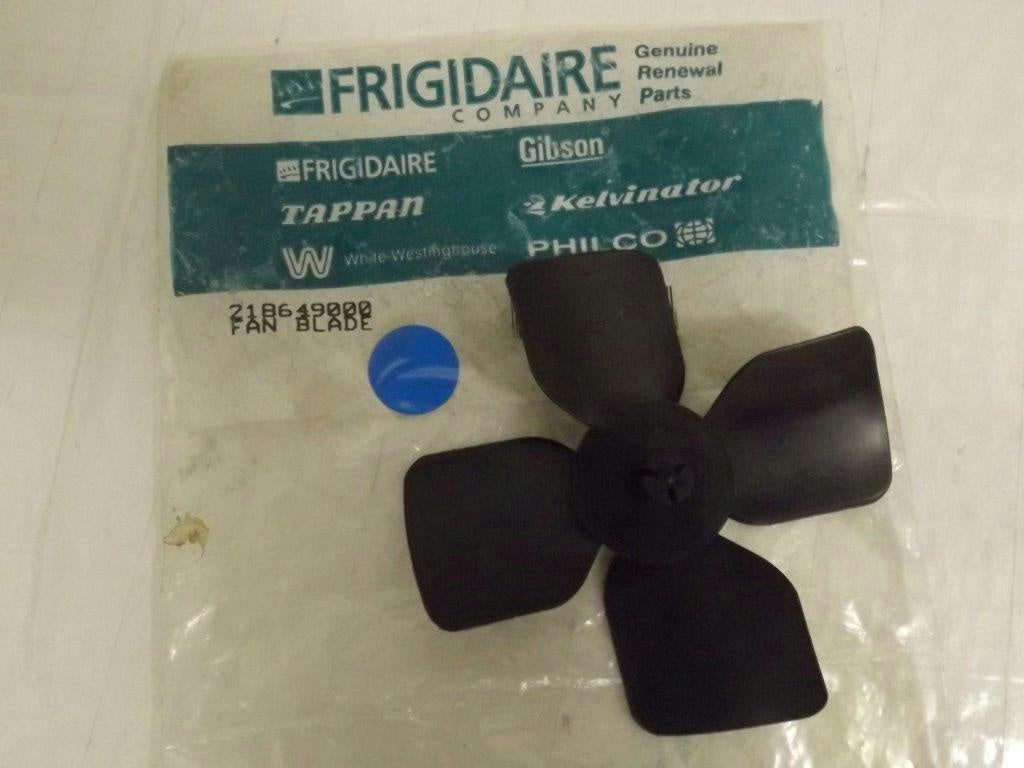 FRIGIDAIRE
COMPANY
Genuine
Renewal
Parts
FRIGIDAIRE
Gibson
TAPPAN
Kelvinator
W White-Westinghouse
PHILCO
218649000
FAN BLADE